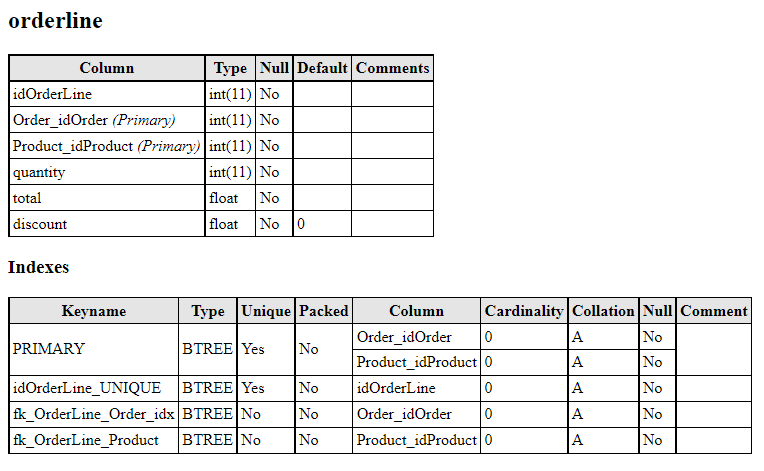 orderline
Column Type Null Default Comments
idOrderLine int(11) No
Order_idOrder (Primary) int(11) No
Product_idProduct (Primary) int(11) No
quantity int(11) No
total float No
discount float No 0
Indexes
Keyname Type Unique Packed Column Cardinality Collation Null Comment
PRIMARY BTREE Yes No Order_idOrder 0 A No
Product_idProduct 0 A No
idOrderLine_UNIQUE BTREE Yes No idOrderLine 0 A No
fk_OrderLine_Order_idx BTREE No No Order_idOrder 0 A No
fk_OrderLine_Product BTREE No No Product_idProduct 0 A No